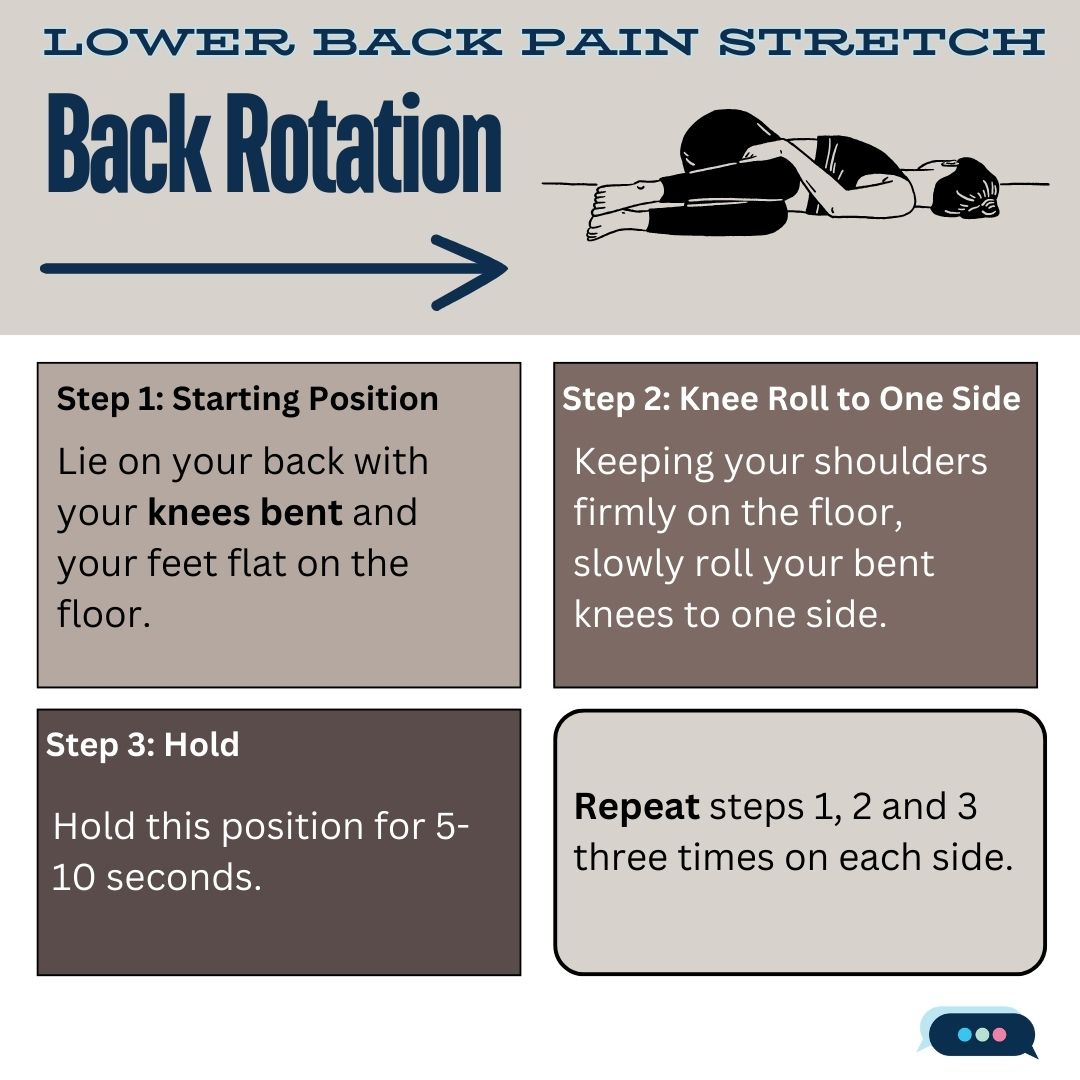 LOWER BACK PAIN STRETCH
Back Rotation
Step 1: Starting Position
Lie on your back with
your knees bent and
your feet flat on the
floor.
Step 2: Knee Roll to One Side
Keeping your shoulders
firmly on the floor,
slowly roll your bent
knees to one side.
Step 3: Hold
Hold this position for 5-
10 seconds.
Repeat steps 1, 2 and 3
three times on each side.